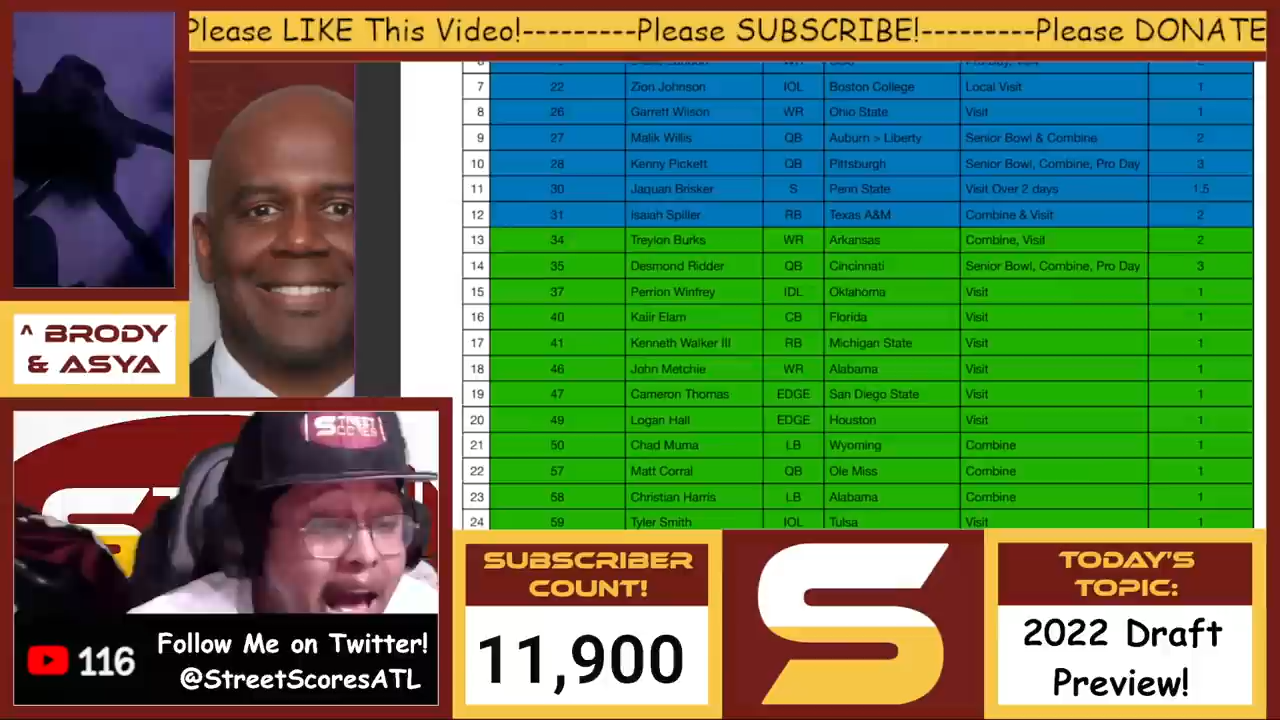 Please LIKE This Video!---------Please SUBSCRIBE!---------Please DONATE
7 22 Zion Johnson IOL Boston College Local Visit 1
8 26 Garrett Wilson WR Ohio State Visit 1
9 27 Malik Willis QB Auburn > Liberty Senior Bowl & Combine 2
10 28 Kenny Pickett QB Pittsburgh Senior Bowl, Combine, Pro Day 3
11 30 Jaquan Brisker S Penn State Visit Over 2 days 1.5
12 31 Isaiah Spiller RB Texas A&M Combine & Visit 2
13 34 Treylon Burks WR Arkansas Combine, Visit 2
14 35 Desmond Ridder QB Cincinnati Senior Bowl, Combine, Pro Day 3
15 37 Perrion Winfrey IDL Oklahoma Visit 1
16 40 Kaiir Elam CB Florida Visit 1
17 41 Kenneth Walker III RB Michigan State Visit 1
18 46 John Metchie WR Alabama Visit 1
19 47 Cameron Thomas EDGE San Diego State Visit 1
20 49 Logan Hall EDGE Houston Visit 1
21 50 Chad Muma LB Wyoming Combine 1
22 57 Matt Corral QB Ole Miss Combine 1
23 58 Christian Harris LB Alabama Combine 1
24 59 Tyler Smith IOL Tulsa Visit 1
^ BRODY
& ASYA
116
Follow Me on Twitter!
@StreetScoresATL
SUBSCRIBER
COUNT!
11,900
S
TODAY'S
TOPIC:
2022 Draft
Preview!